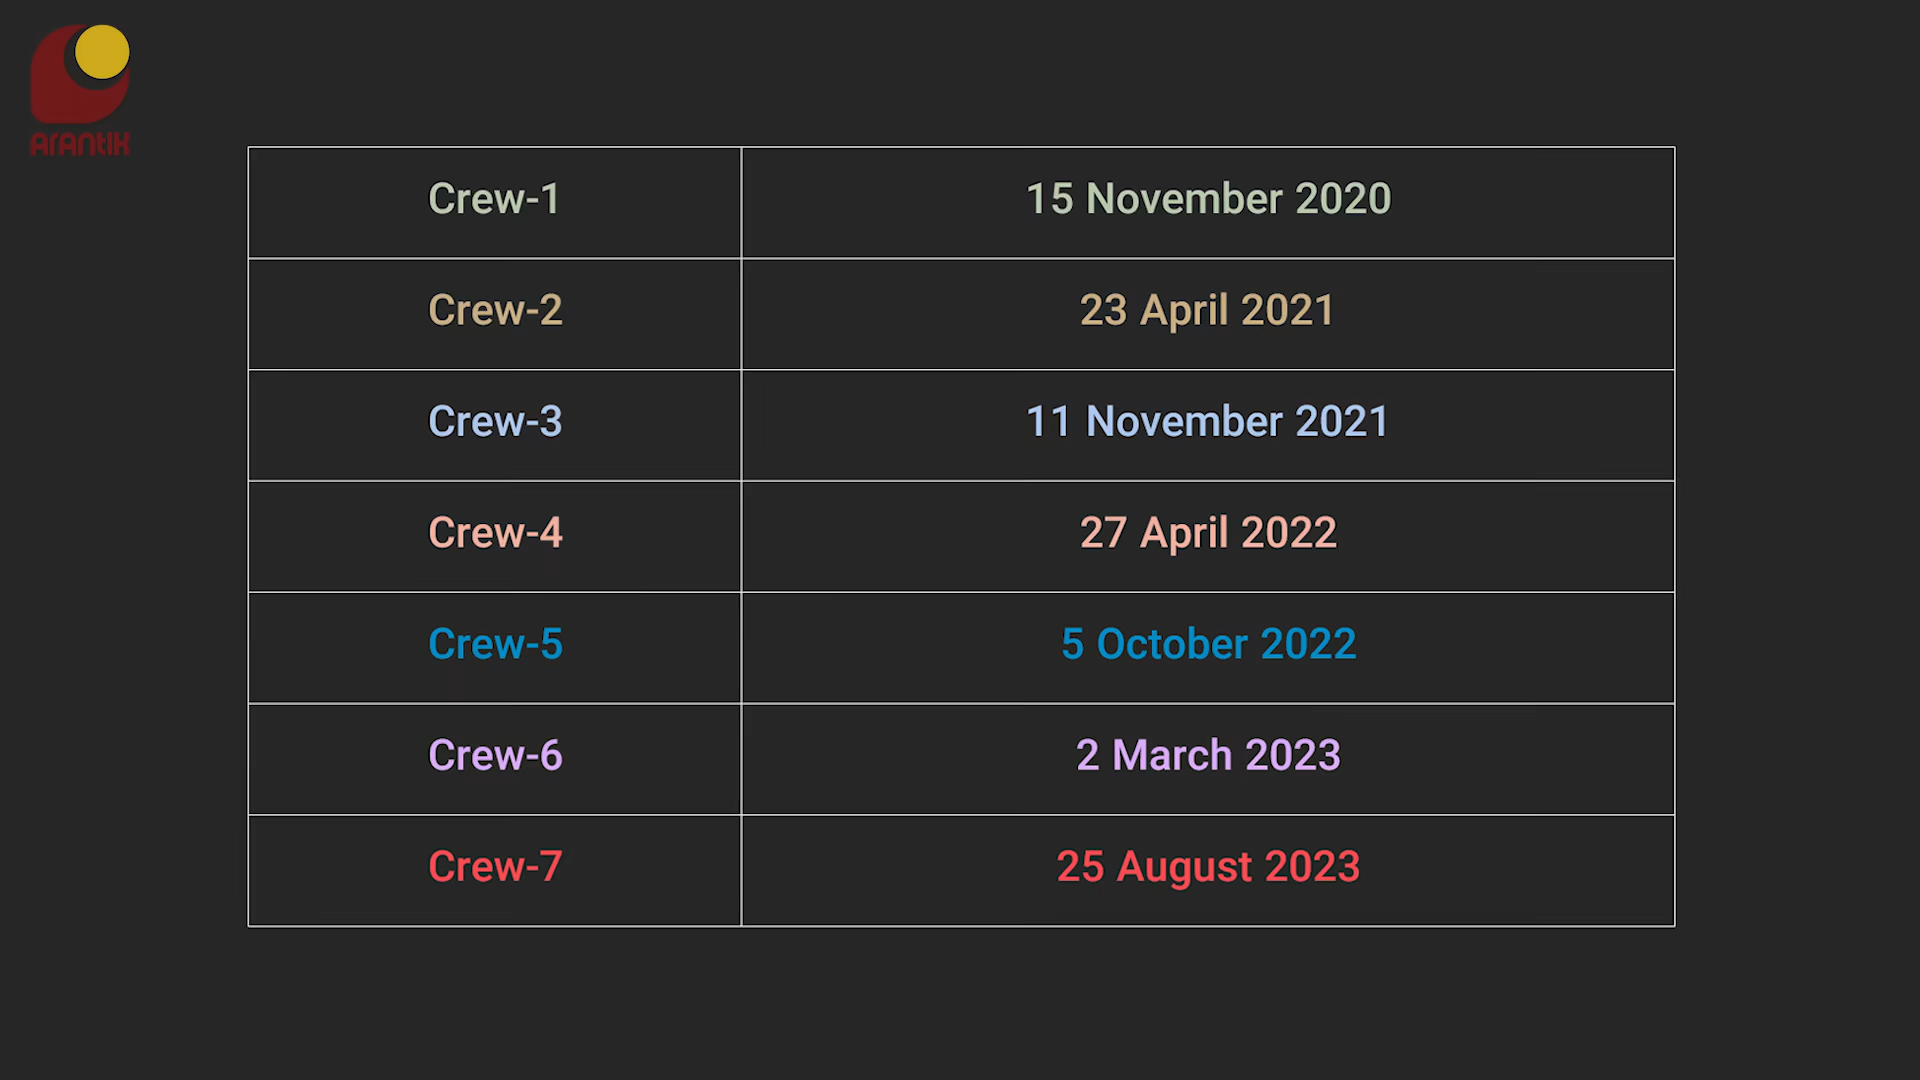 ArAntIK
Crew-1 15 November 2020
Crew-2 23 April 2021
Crew-3 11 November 2021
Crew-4 27 April 2022
Crew-5 5 October 2022
Crew-6 2 March 2023
Crew-7 25 August 2023